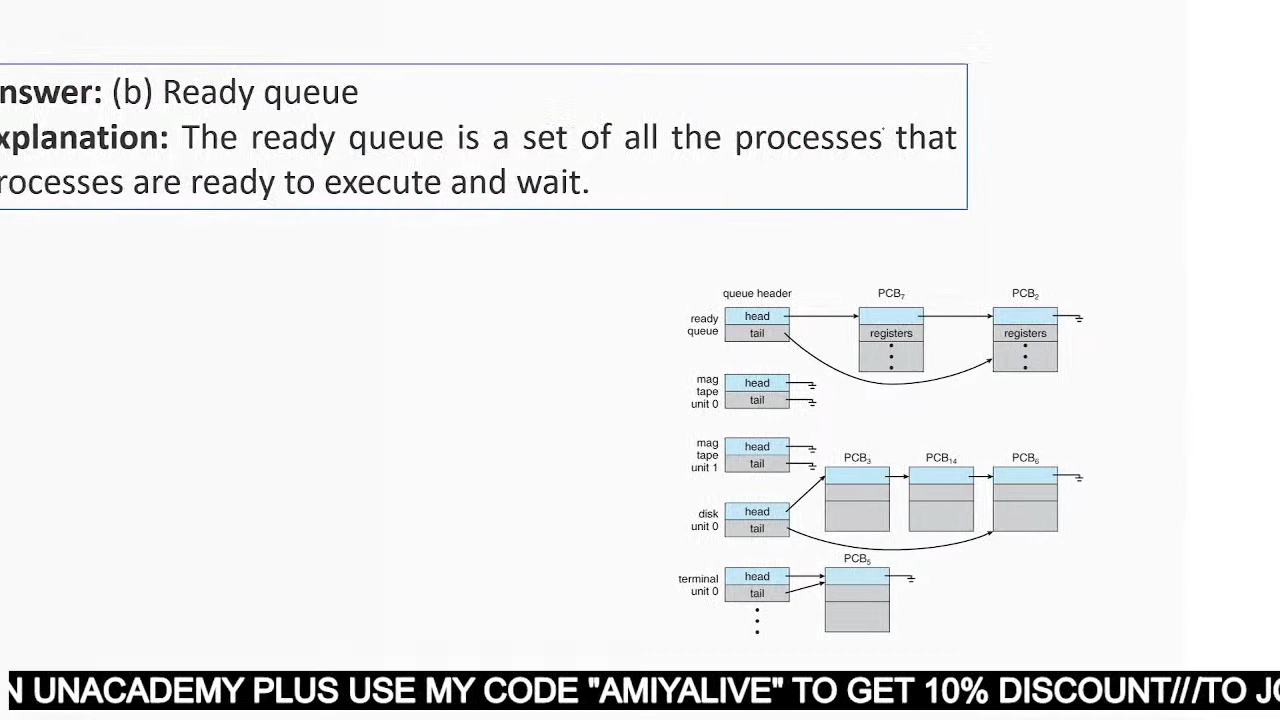 nswer: (b) Ready queue
xplanation: The ready queue is a set of all the processes that
rocesses are ready to execute and wait.
queue header
PCB7
PCB2
ready
queue
head
tail
registers
registers
mag
tape
unit 0
head
tail
mag
tape
unit 1
head
tail
PCB3
PCB14
PCB6
disk
unit 0
head
tail
PCB5
terminal
unit 0
head
tail
N UNACADEMY PLUS USE MY CODE "AMIYALIVE" TO GET 10% DISCOUNT///TO JO